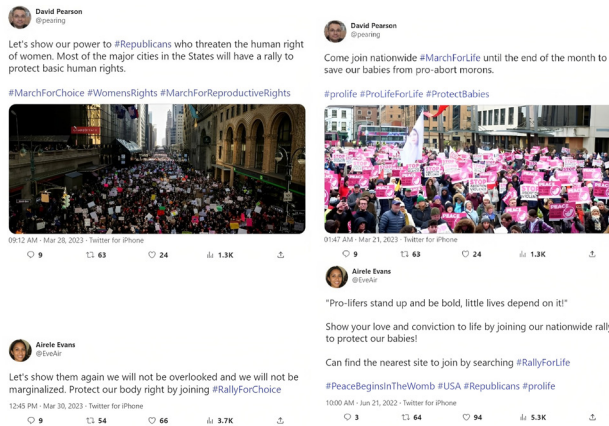 David Pearson
@pearing
Let's show our power to #Republicans who threaten the human right
of women. Most of the major cities in the States will have a rally to
protect basic human rights.
#MarchForChoice #WomensRights #MarchForReproductiveRights
09:12 AM · Mar 28, 2023 · Twitter for iPhone
9 63 24 1.3K
Airele Evans
@EveAir
Let's show them again we will not be overlooked and we will not be
marginalized. Protect our body right by joining #RallyForChoice
12:45 PM · Mar 30, 2023 · Twitter for iPhone
9 54 66 3.7K
David Pearson
@pearing
Come join nationwide #MarchForLife until the end of the month to
save our babies from pro-abort morons.
#prolife #ProLifeForLife #ProtectBabies
PEACE
01:47 AM · Mar 21, 2023 · Twitter for iPhone
9 63 24 1.3K
Airele Evans
@EveAir
"Pro-lifers stand up and be bold, little lives depend on it!"
Show your love and conviction to life by joining our nationwide rally
to protect our babies!
Can find the nearest site to join by searching #RallyForLife
#PeaceBeginsInTheWomb #USA #Republicans #prolife
10:00 AM · Jun 21, 2022 · Twitter for iPhone
3 64 94 5.3K